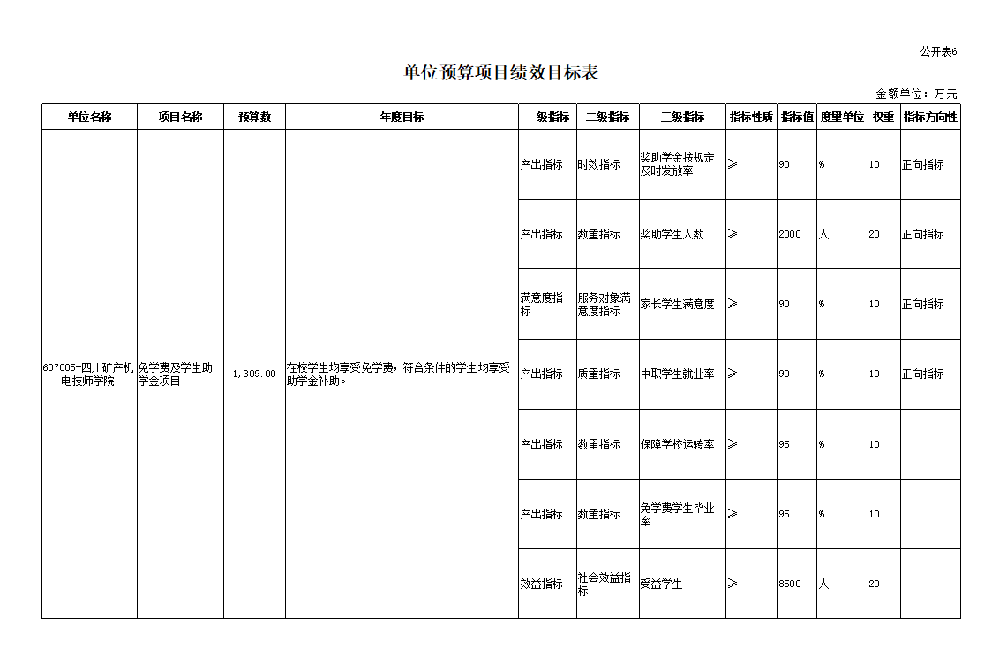 公开表6
单位预算项目绩效目标表
金额单位：万元
单位名称 项目名称 预算数 年度目标 一级指标 二级指标 三级指标 指标性质 指标值 度量单位 权重 指标方向性
607005-四川矿产机
电技师学院
免学费及学生助
学金项目
1,309.00
在校学生均享受免学费，符合条件的学生均享受
助学金补助。
产出指标 时效指标 奖助学金按规定
及时发放率 ≥ 90 % 10 正向指标
产出指标 数量指标 奖助学生人数 ≥ 2000 人 20 正向指标
满意度指
标 服务对象满
意度指标 家长学生满意度 ≥ 90 % 10 正向指标
产出指标 质量指标 中职学生就业率 ≥ 90 % 10 正向指标
产出指标 数量指标 保障学校运转率 ≥ 95 % 10
产出指标 数量指标 免学费学生毕业
率 ≥ 95 % 10
效益指标 社会效益指
标 受益学生 ≥ 8500 人 20